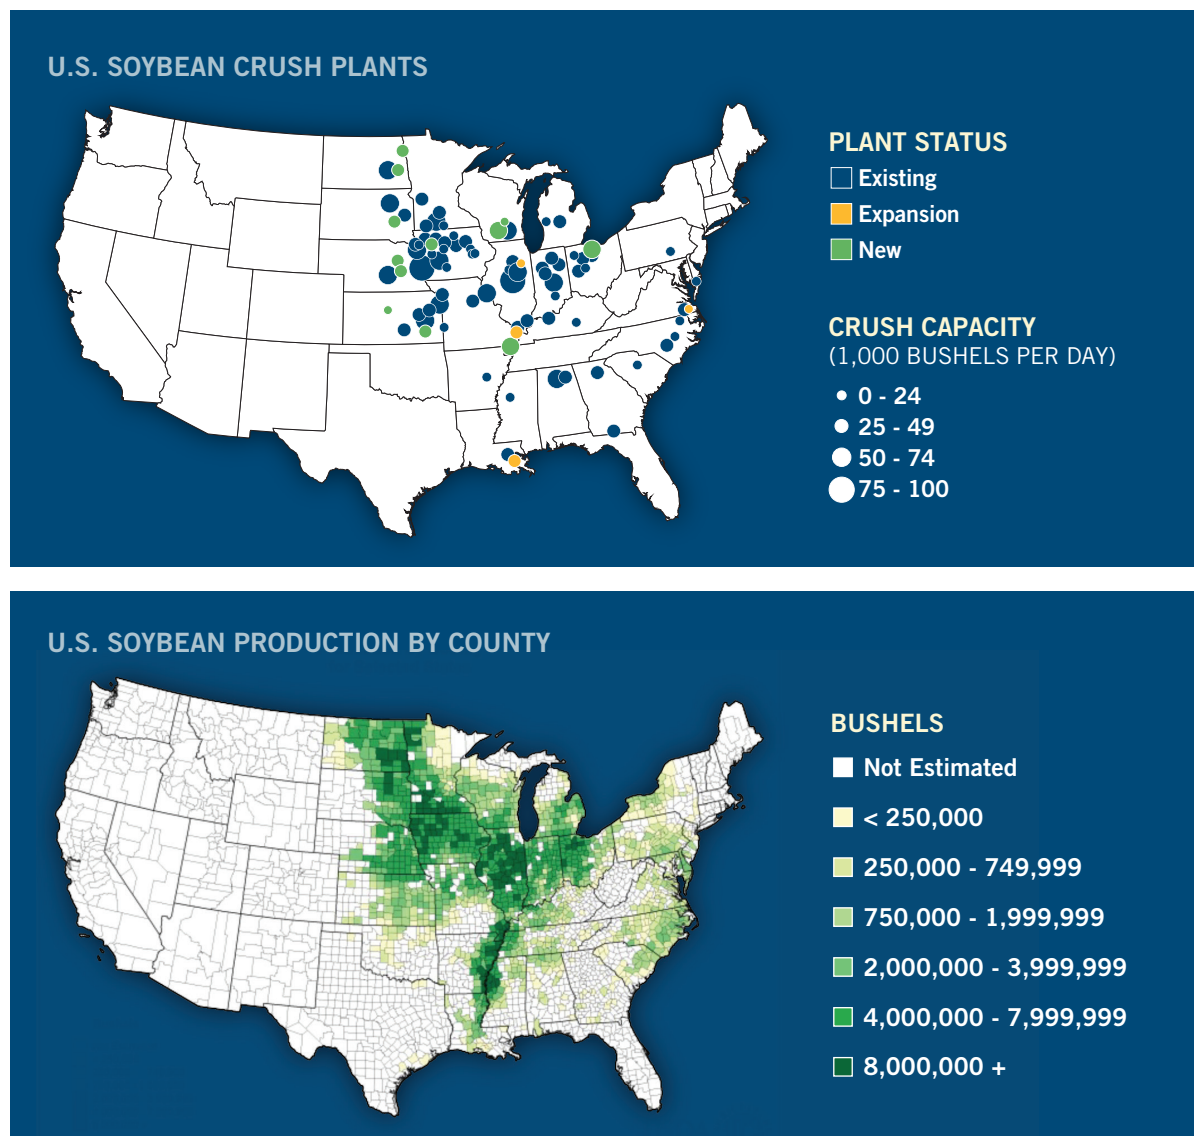 U.S. SOYBEAN CRUSH PLANTS
PLANT STATUS
Existing
Expansion
New
CRUSH CAPACITY
(1,000 BUSHELS PER DAY)
0 - 24
25 - 49
50 - 74
75 - 100
U.S. SOYBEAN PRODUCTION BY COUNTY
BUSHELS
Not Estimated
< 250,000
250,000 - 749,999
750,000 - 1,999,999
2,000,000 - 3,999,999
4,000,000 - 7,999,999
8,000,000 +